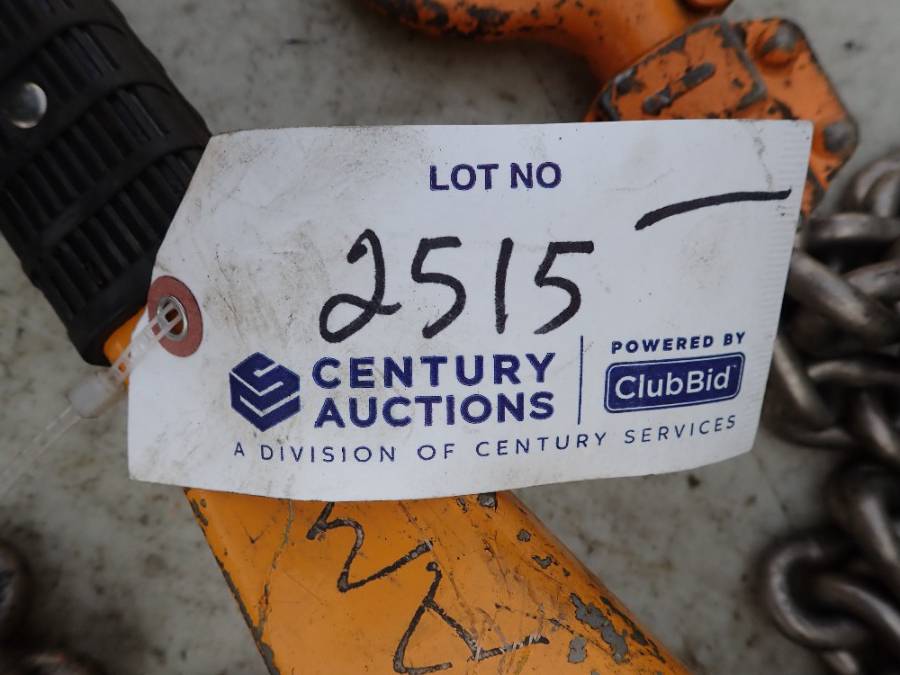 LOT NO
2515
CENTURY
AUCTIONS
POWERED BY
ClubBid
A DIVISION OF CENTURY SERVICES